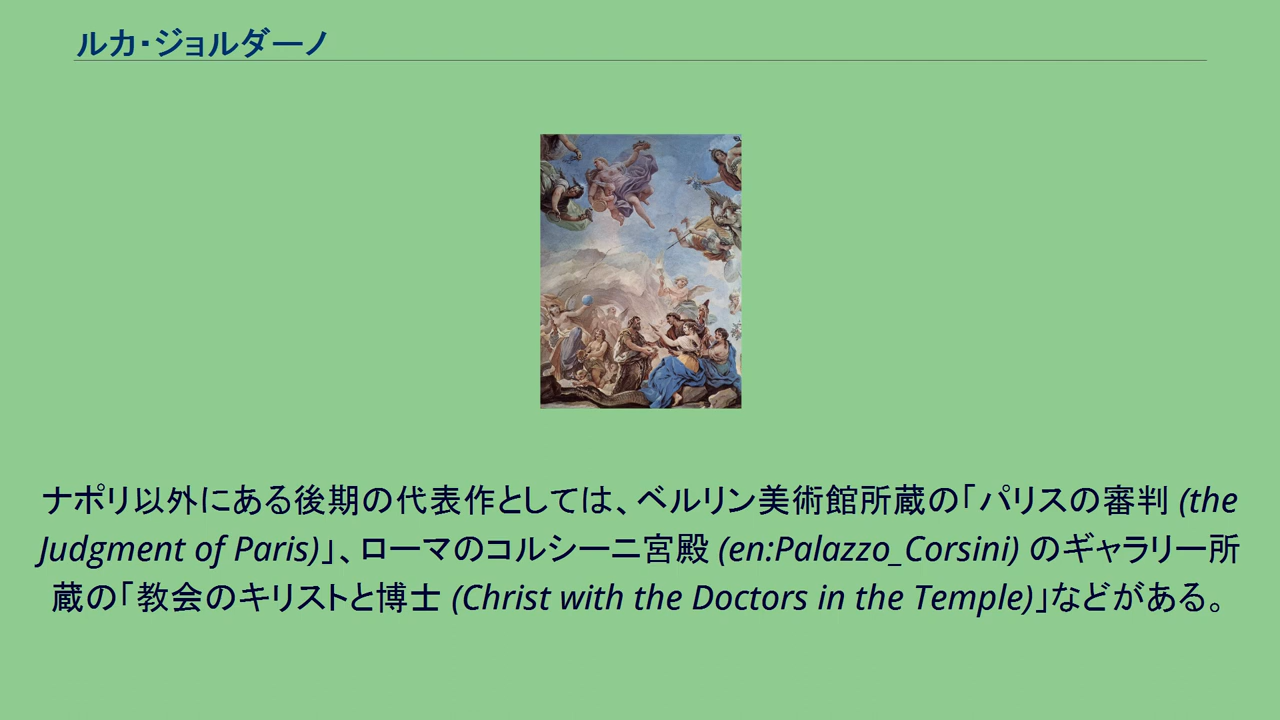 ルカ・ジョルダーノ
ナポリ以外にある後期の代表作としては、ベルリン美術館所蔵の「パリスの審判 (the
Judgment of Paris)」、ローマのコルシーニ宮殿 (en:Palazzo_Corsini) のギャラリー所
蔵の「教会のキリストと博士 (Christ with the Doctors in the Temple)」などがある。